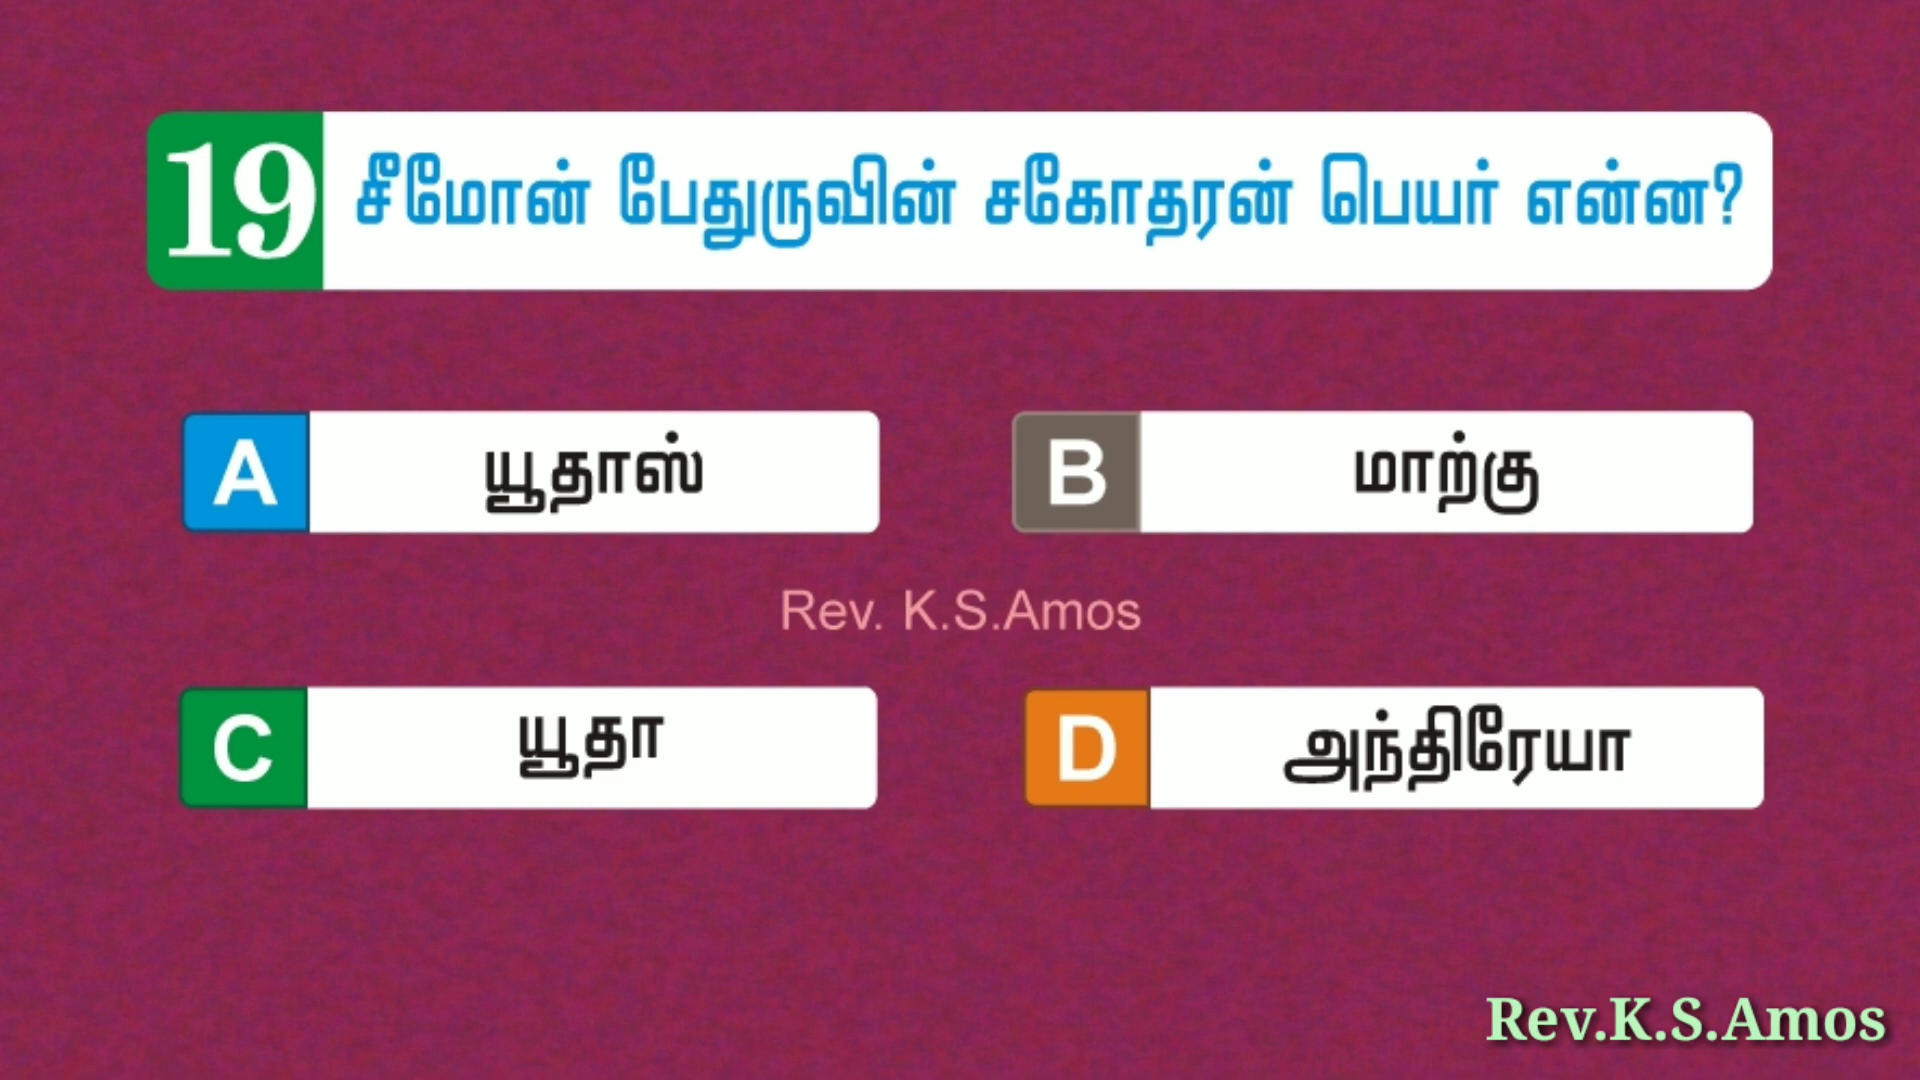 19 சீமோன் பேதுருவின் சகோதரன் பெயர் என்ன?
A யூதாஸ்
B மாற்கு
Rev. K.S.Amos
C யூதா
D அந்திரேயா
Rev.K.S.Amos